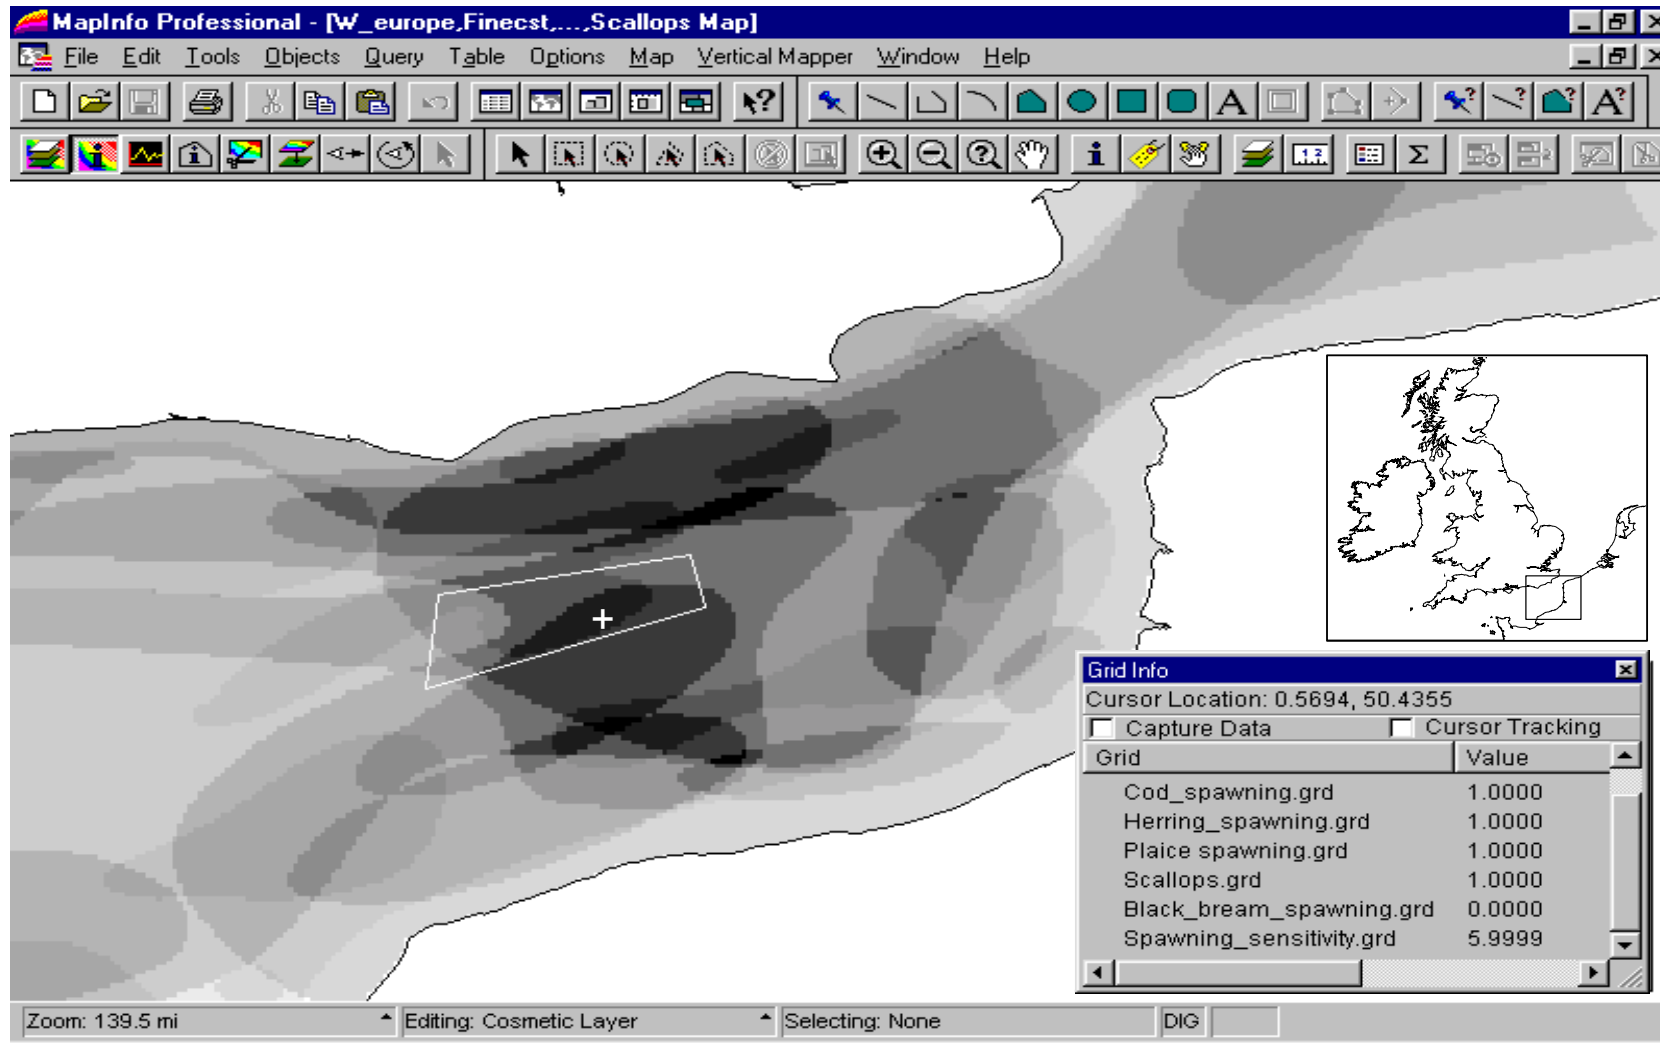 MapInfo Professional - [W_europe,Finecst,...,Scallops Map]
File Edit Tools Objects Query Table Options Map Vertical Mapper Window Help
Grid Info
Cursor Location: 0.5694, 50.4355
Capture Data Cursor Tracking
Grid Value
Cod_spawning.grd 1.0000
Herring_spawning.grd 1.0000
Plaice spawning.grd 1.0000
Scallops.grd 1.0000
Black_bream_spawning.grd 0.0000
Spawning_sensitivity.grd 5.9999
Zoom: 139.5 mi Editing: Cosmetic Layer Selecting: None DIG